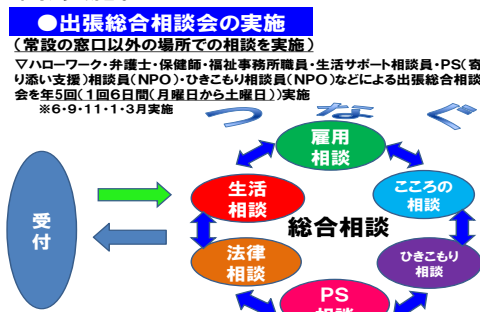 ●出張総合相談会の実施
(常設の窓口以外の場所での相談を実施)
▽ハローワーク・弁護士・保健師・福祉事務所職員・生活サポート相談員・PS(寄
り添い支援)相談員(NPO)・ひきこもり相談員(NPO)などによる出張総合相談
会を年5回(1回6日間(月曜日から土曜日))実施
※6・9・11・1・3月実施
つなぐ
雇用
相談
生活
相談
こころの
相談
受
付
総合相談
法律
相談
ひきこもり
相談
PS
相談